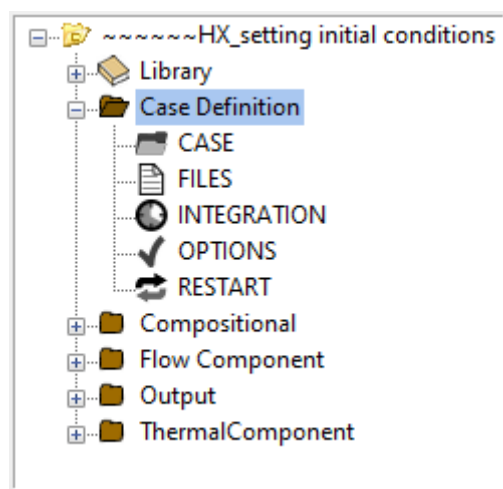 ~~~~~~HX_setting initial conditions
Library
Case Definition
CASE
FILES
INTEGRATION
OPTIONS
RESTART
Compositional
Flow Component
Output
ThermalComponent